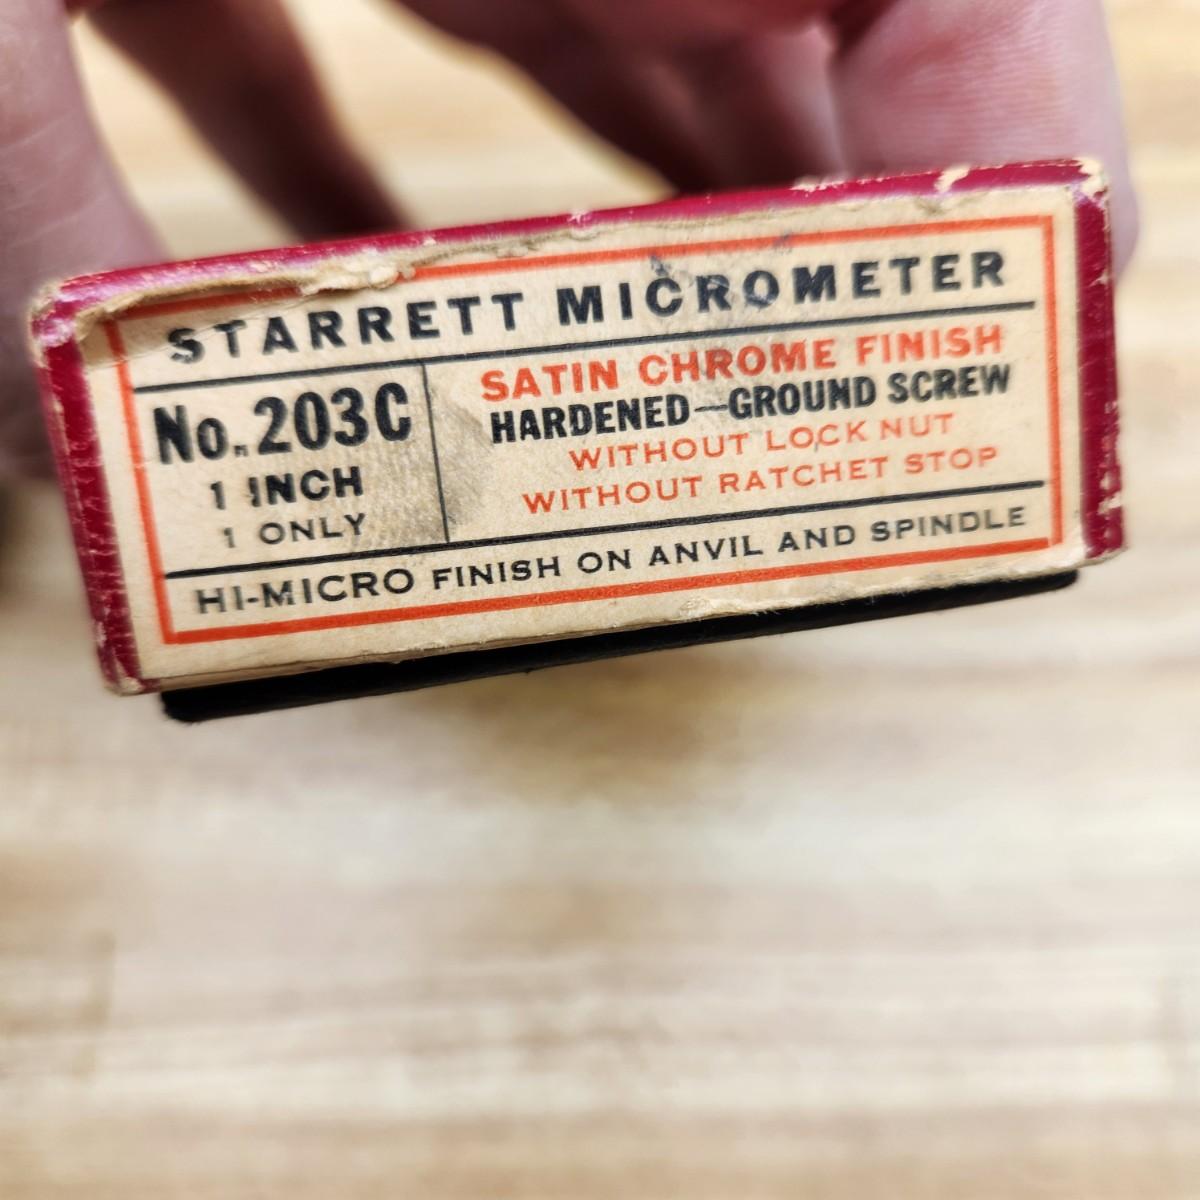 STARRETT MICROMETER
No. 203C
1 INCH
1 ONLY
SATIN CHROME FINISH
HARDENED—GROUND SCREW
WITHOUT LOCK NUT
WITHOUT RATCHET STOP
HI-MICRO FINISH ON ANVIL AND SPINDLE